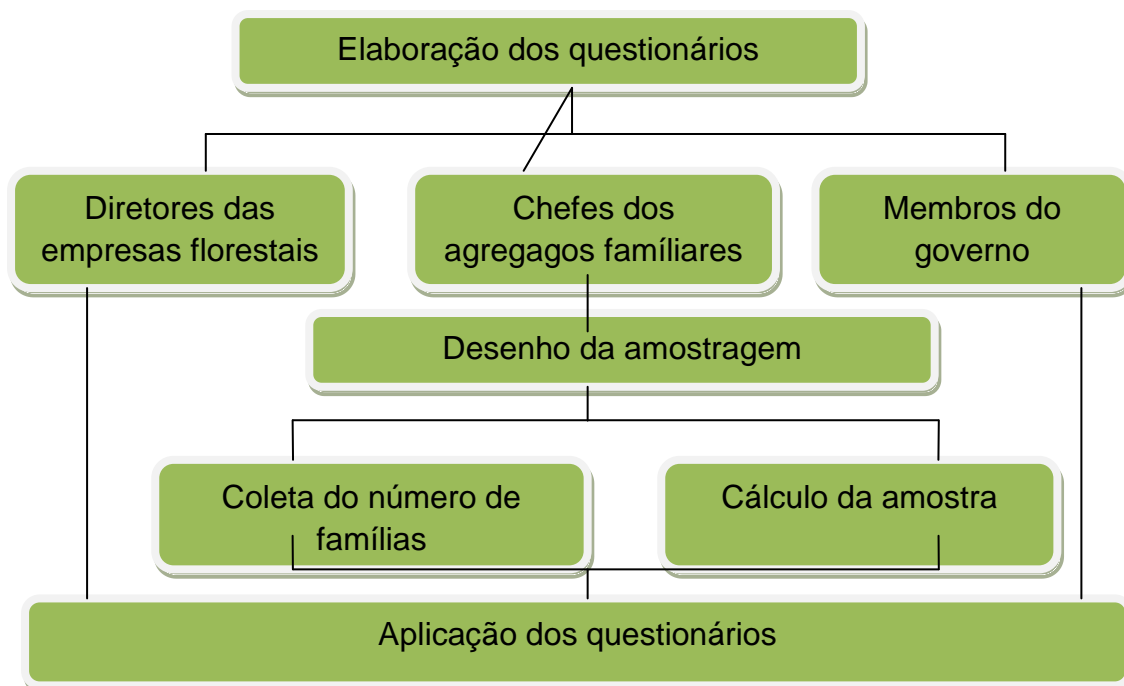 Elaboração dos questionários
Diretores das
empresas florestais
Chefes dos
agregagos famíliares
Membros do
governo
Desenho da amostragem
Coleta do número de
famílias
Cálculo da amostra
Aplicação dos questionários